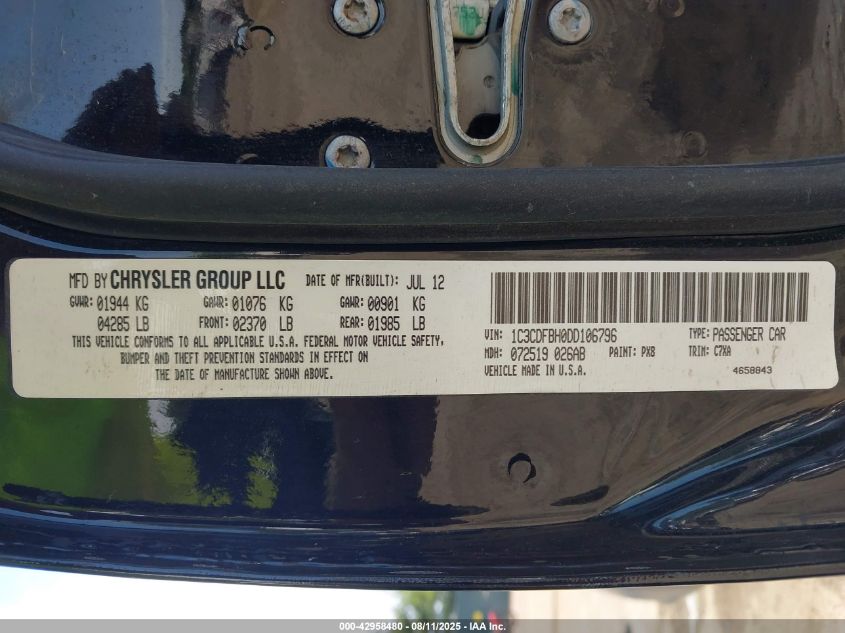 MFD BY CHRYSLER GROUP LLC DATE OF MFR(BUILT): JUL 12
GVWR: 01944 KG GAWR: 01076 KG GAWR: 00901 KG
04285 LB FRONT: 02370 LB REAR: 01985 LB
THIS VEHICLE CONFORMS TO ALL APPLICABLE U.S.A. FEDERAL MOTOR VEHICLE SAFETY,
BUMPER AND THEFT PREVENTION STANDARDS IN EFFECT ON
THE DATE OF MANUFACTURE SHOWN ABOVE.
VIN: 1C3CDFBH0DD106796 TYPE: PASSENGER CAR
MDH: 072519 026AB PAINT: PX8 TRIM: C7XA
VEHICLE MADE IN U.S.A. 4658843
000-42958480 - 08/11/2025 - IAA Inc.